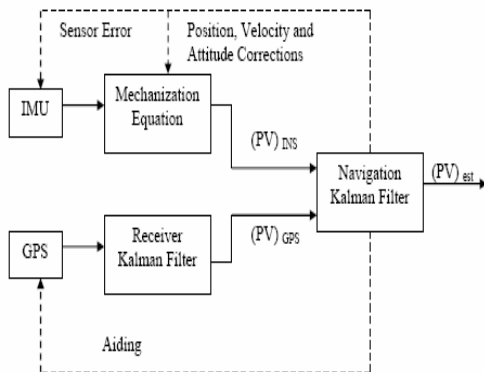 Sensor Error
Position, Velocity and
Attitude Corrections
IMU
Mechanization
Equation
(PV) INS
Navigation
Kalman Filter
(PV) est
GPS
Receiver
Kalman Filter
(PV) GPS
Aiding